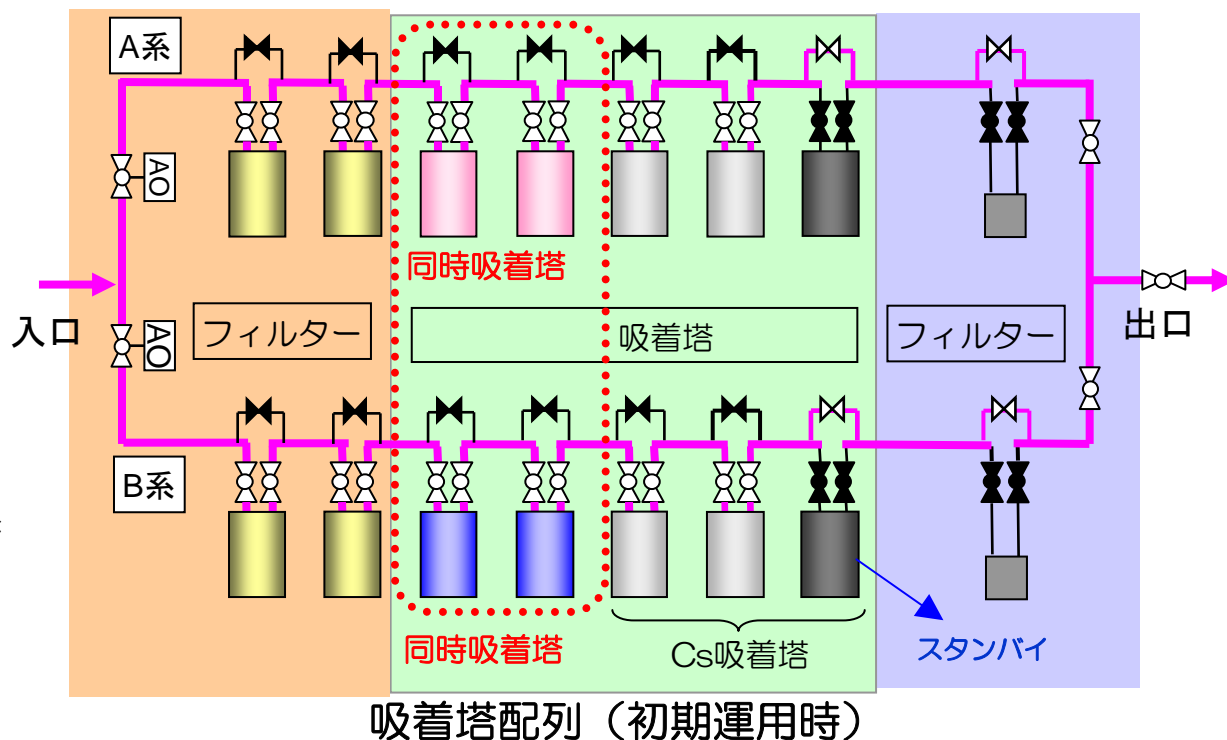 A系
AO
同時吸着塔
入口
フィルター
吸着塔
フィルター
出口
AO
B系
同時吸着塔
Cs吸着塔
スタンバイ
吸着塔配列（初期運用時）